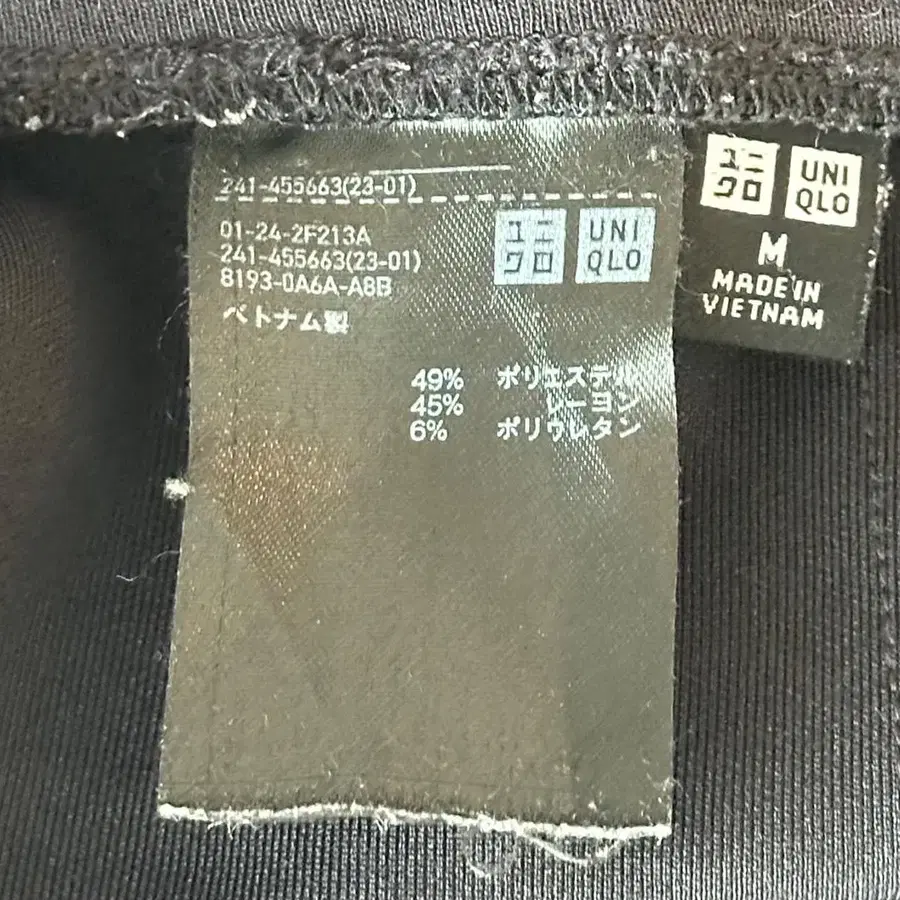 241-455663(23-01)
01-24-2F213A
241-455663(23-01)
8193-0A6A-A8B
ベトナム製
ユニ
クロ
UNI
QLO
49% ポリエステル
45% レーヨン
6% ポリウレタン
ユニ
クロ
UNI
QLO
M
MADE IN
VIETNAM